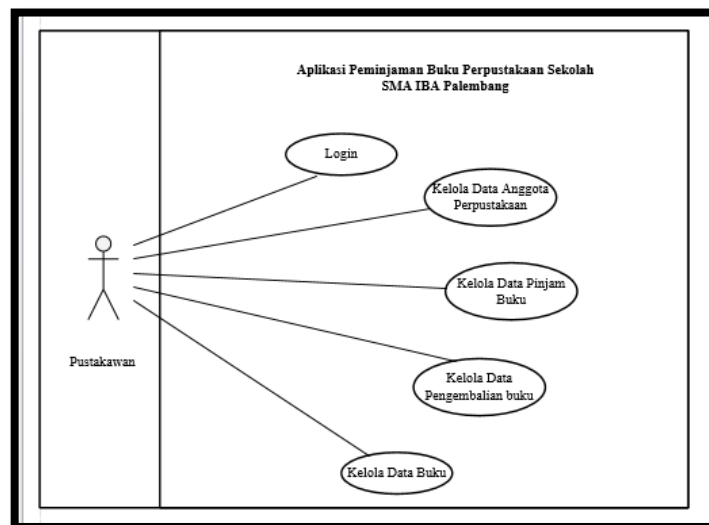 Aplikasi Peminjaman Buku Perpustakaan Sekolah
SMA IBA Palembang
Login
Kelola Data Anggota
Perpustakaan
Kelola Data Pinjam
Buku
Pustakawan
Kelola Data
Pengembalian buku
Kelola Data Buku